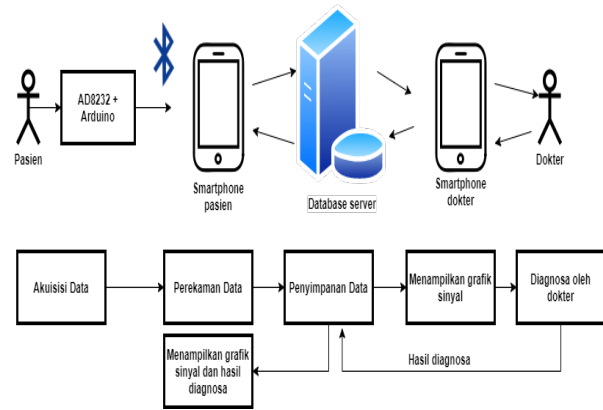 AD8232 +
Arduino
Pasien
Smartphone
pasien
Database server
Smartphone
dokter
Dokter
Akuisisi Data
Perekaman Data
Penyimpanan Data
Menampilkan grafik
sinyal
Diagnosa oleh
dokter
Menampilkan grafik
sinyal dan hasil
diagnosa
Hasil diagnosa